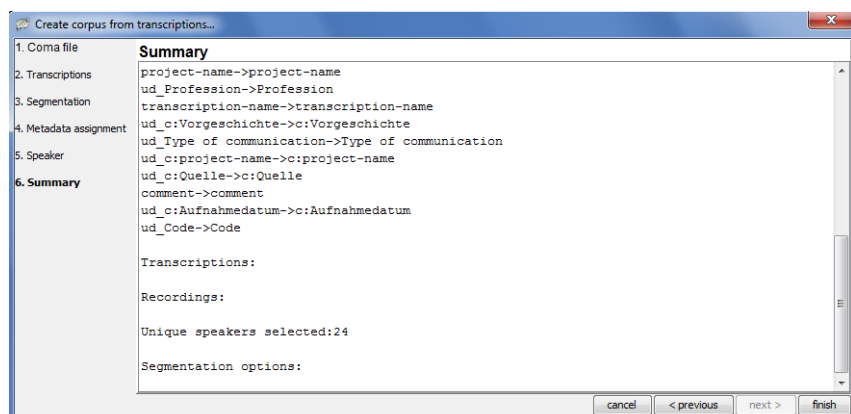 Create corpus from transcriptions...
1. Coma file
2. Transcriptions
3. Segmentation
4. Metadata assignment
5. Speaker
6. Summary
Summary
project-name->project-name
ud_Profession->Profession
transcription-name->transcription-name
ud_c:Vorgeschichte->c:Vorgeschichte
ud_Type of communication->Type of communication
ud_c:project-name->c:project-name
ud_c:Quelle->c:Quelle
comment->comment
ud_c:Aufnahmedatum->c:Aufnahmedatum
ud_Code->Code
Transcriptions:
Recordings:
Unique speakers selected:24
Segmentation options:
cancel < previous next > finish